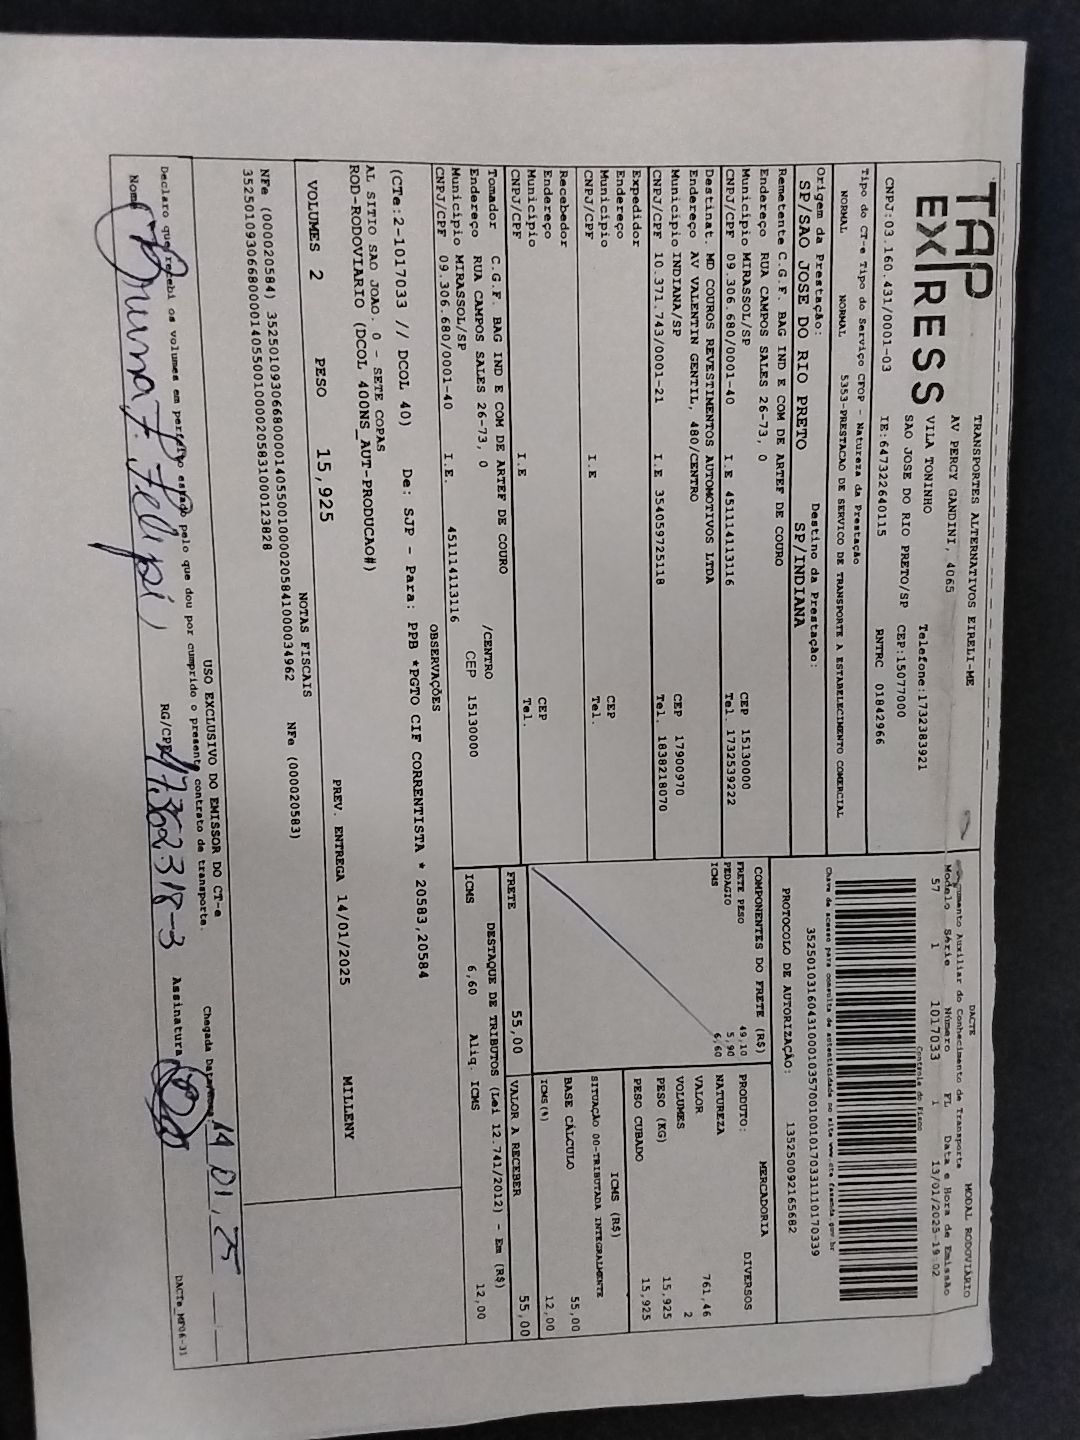 TAP
EXPRESS
CNPJ:03.160.431/0001-03
TRANSPORTES ALTERNATIVOS EIRELI-ME
AV PERCY GANDINI, 4065
VILA TONINHO
SAO JOSE DO RIO PRETO/SP
IE:647322640115
Telefone:1732383921
CEP:15077000
RNTRC 01842966
Tipo do CT-e Tipo do Serviço CFOP - Natureza da Prestação
NORMAL NORMAL 5353-PRESTACAO DE SERVICO DE TRANSPORTE A ESTABELECIMENTO COMERCIAL
Origem da Prestação: Destino da Prestação:
SP/SAO JOSE DO RIO PRETO SP/INDIANA
Remetente C.G.F. BAG IND E COM DE ARTEF DE COURO
Endereço RUA CAMPOS SALES 26-73, 0
Município MIRASSOL/SP CEP 15130000
CNPJ/CPF 09.306.680/0001-40 I.E 451114113116 Tel. 1732539222
Destinat. MD COUROS REVESTIMENTOS AUTOMOTIVOS LTDA
Endereço AV VALENTIN GENTIL, 480/CENTRO
Município INDIANA/SP CEP 17900970
CNPJ/CPF 10.371.743/0001-21 I.E 354059725118 Tel. 1838218070
Expedidor
Endereço
Município CEP
CNPJ/CPF I.E Tel.
Recebedor
Endereço
Município CEP
CNPJ/CPF I.E Tel.
Tomador C.G.F. BAG IND E COM DE ARTEF DE COURO
Endereço RUA CAMPOS SALES 26-73, 0 /CENTRO
Município MIRASSOL/SP CEP 15130000
CNPJ/CPF 09.306.680/0001-40 I.E. 451114113116
DACTE MODAL RODOVIÁRIO
Documento Auxiliar do Conhecimento de Transporte
Modelo Série Número FL Data e Hora de Emissão
57 1 1017033 1 13/01/2025-19:02
Controle do Fisco
Chave de acesso para consulta de autenticidade no site www.cte.fazenda.gov.br
35250103160431000103570010010170331110170339
PROTOCOLO DE AUTORIZAÇÃO: 135250092165682
COMPONENTES DO FRETE (R$)
FRETE PESO 49,10
PEDAGIO 5,90
ICMS 6,60
MERCADORIA
PRODUTO: DIVERSOS
NATUREZA
VALOR 761,46
VOLUMES 2
PESO (KG) 15,925
PESO CUBADO 15,925
ICMS (R$)
SITUAÇÃO 00-TRIBUTADA INTEGRALMENTE
BASE CÁLCULO 55,00
ICMS(%) 12,00
FRETE 55,00 VALOR A RECEBER 55,00
DESTAQUE DE TRIBUTOS (Lei 12.741/2012) - Em (R$)
ICMS 6,60 Aliq. ICMS 12,00
OBSERVAÇÕES
(CTe:2-1017033 // DCOL 40) De: SJP - Para: PPB *PGTO CIF CORRENTISTA * 20583,20584
AL SITIO SAO JOAO. 0 - SETE COPAS
ROD-RODOVIARIO (DCOL 400NS_AUT-PRODUCAO#)
VOLUMES 2 PESO 15,925 PREV. ENTREGA 14/01/2025 MILLENY
NOTAS FISCAIS
NFe (000020584) 35250109306680000140550010000205841000034962 NFe (000020583)
35250109306680000140550010000205831000123828
USO EXCLUSIVO DO EMISSOR DO CT-e
Declaro que recebi os volumes em perfeito estado pelo que dou por cumprido o presente contrato de transporte.
Chegada Data 14 01, 25
Nome Bruna F. Felipi RG/CPF 47.362.318-3 Assinatura
DACTe_MP06-31